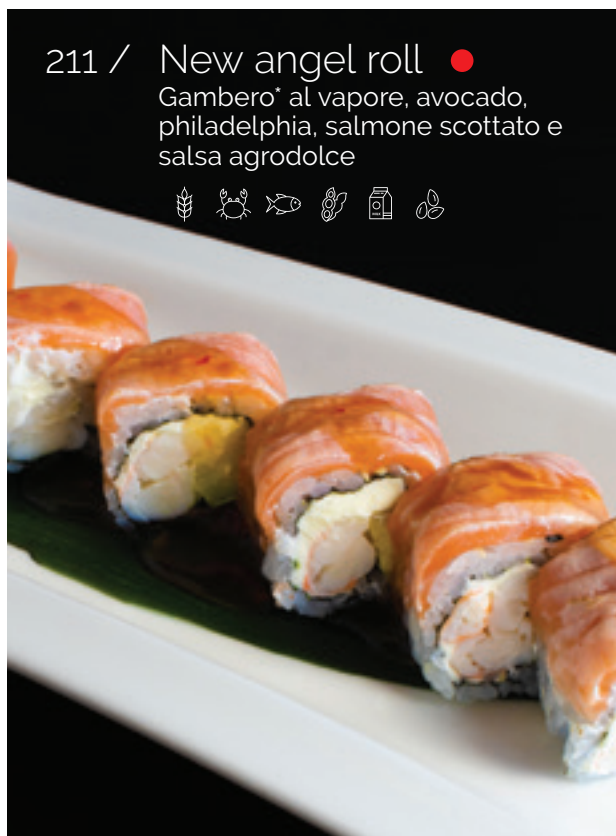 211 / New angel roll
Gambero* al vapore, avocado,
philadelphia, salmone scottato e
salsa agrodolce